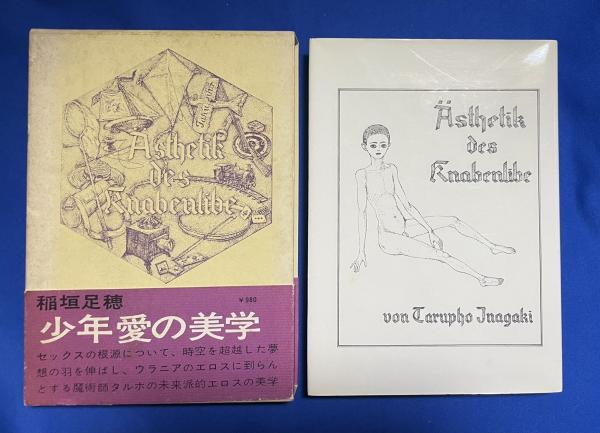 Ästhetik
des
Knabenlibe
稲垣足穂
¥980
少年愛の美学
セックスの根源について、時空を超越した夢
想の羽を伸ばし、ウラニアのエロスに到らん
とする魔術師タルホの未来派的エロスの美学
Ästhetik
des
Knabenlibe
von Tarupho Inagaki